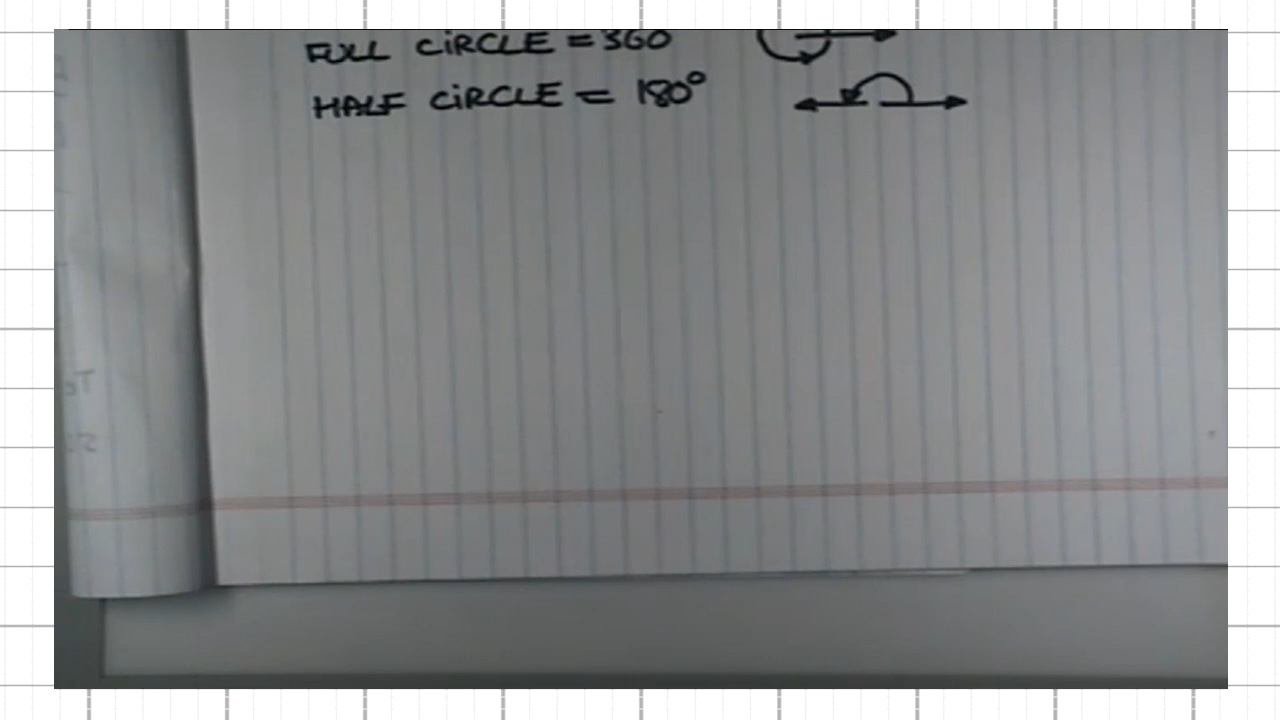 FULL CIRCLE = 360
HALF CIRCLE = 180°